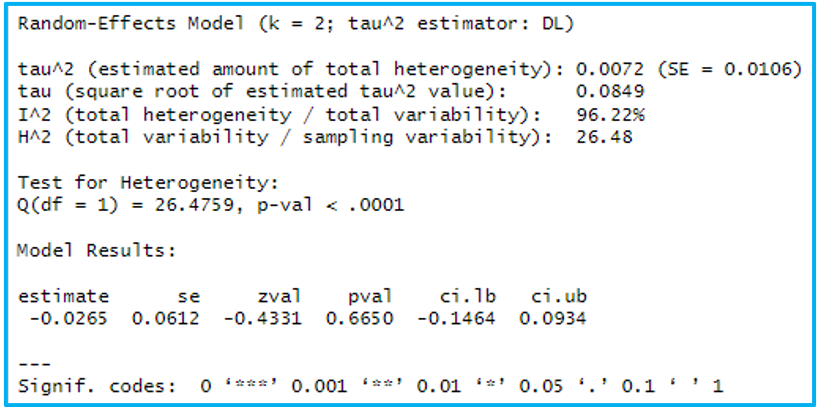 Random-Effects Model (k = 2; tau^2 estimator: DL)
tau^2 (estimated amount of total heterogeneity): 0.0072 (SE = 0.0106)
tau (square root of estimated tau^2 value): 0.0849
I^2 (total heterogeneity / total variability): 96.22%
H^2 (total variability / sampling variability): 26.48
Test for Heterogeneity:
Q(df = 1) = 26.4759, p-val < .0001
Model Results:
estimate se zval pval ci.lb ci.ub
-0.0265 0.0612 -0.4331 0.6650 -0.1464 0.0934
---
Signif. codes: 0 ‘***’ 0.001 ‘**’ 0.01 ‘*’ 0.05 ‘.’ 0.1 ‘ ’ 1